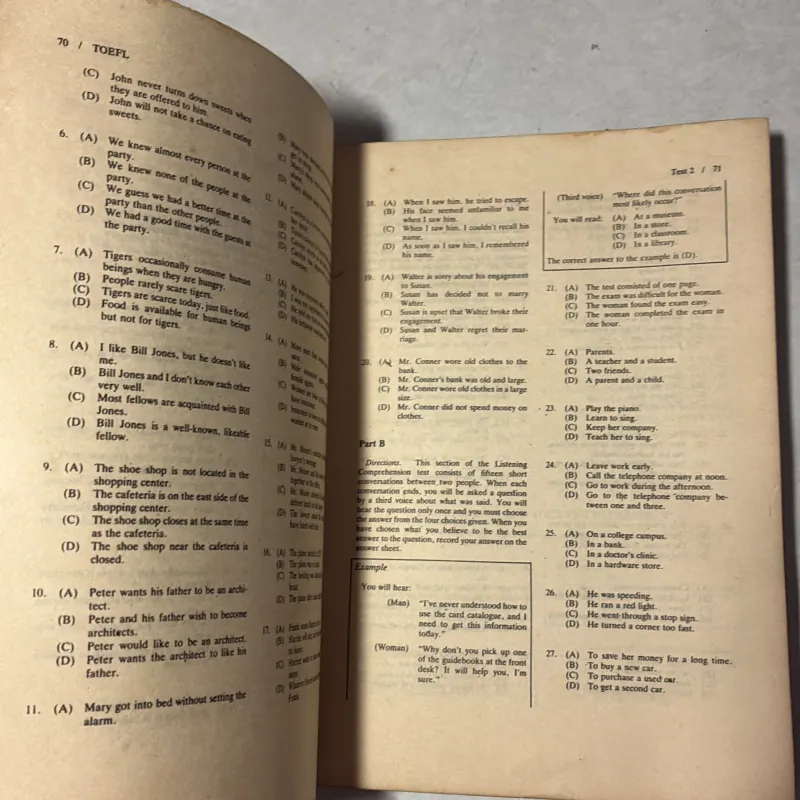 70 / TOEFL
(C) John never turns down sweets when
they are offered to him.
(D) John will not take a chance on eating
sweets.
6. (A) We knew almost every person at the
party.
(B) We knew none of the people at the
party.
(C) We guess we had a better time at the
party than the other people.
(D) We had a good time with the guests at
the party.
7. (A) Tigers occasionally consume human
beings when they are hungry.
(B) People rarely scare tigers.
(C) Tigers are scarce today, just like food.
(D) Food is available for human beings
but not for tigers.
8. (A) I like Bill Jones, but he doesn't like
me.
(B) Bill Jones and I don't know each other
very well.
(C) Most fellows are acquainted with Bill
Jones.
(D) Bill Jones is a well-known, likeable
fellow.
9. (A) The shoe shop is not located in the
shopping center.
(B) The cafeteria is on the east side of the
shopping center.
(C) The shoe shop closes at the same time
as the cafeteria.
(D) The shoe shop near the cafeteria is
closed.
10. (A) Peter wants his father to be an archi-
tect.
(B) Peter and his father wish to become
architects.
(C) Peter would like to be an architect.
(D) Peter wants the architect to like his
father.
11. (A) Mary got into bed without setting the
alarm.
12. (A)
13. (A)
14. (A)
15. (A)
16. (A)
17. (A)
Test 2 / 71
18. (A) When I saw him, he tried to escape.
(B) His face seemed unfamiliar to me
when I saw him.
(C) When I saw him, I couldn't recall his
name.
(D) As soon as I saw him, I remembered
his name.
19. (A) Walter is sorry about his engagement
to Susan.
(B) Susan has decided not to marry
Walter.
(C) Susan is upset that Walter broke their
engagement.
(D) Susan and Walter regret their mar-
riage.
20. (A) Mr. Conner wore old clothes to the
bank.
(B) Mr. Conner's bank was old and large.
(C) Mr. Conner wore old clothes in a large
size.
(D) Mr. Conner did not spend money on
clothes.
Part B
Directions. This section of the Listening
Comprehension test consists of fifteen short
conversations between two people. When each
conversation ends, you will be asked a question
by a third voice about what was said. You will
hear the question only once and you must choose
the answer from the four choices given. When you
have chosen what you believe to be the best
answer to the question, record your answer on the
answer sheet.
Example
You will hear:
(Man) "I've never understood how to
use the card catalogue, and I
need to get this information
today."
(Woman) "Why don't you pick up one
of the guidebooks at the front
desk? It will help you, I'm
sure."
(Third voice) "Where did this conversation
most likely occur?"
You will read: (A) At a museum.
(B) In a store.
(C) In a classroom.
(D) In a library.
The correct answer to the example is (D).
21. (A) The test consisted of one page.
(B) The exam was difficult for the woman.
(C) The woman found the exam easy.
(D) The woman completed the exam in
one hour.
22. (A) Parents.
(B) A teacher and a student.
(C) Two friends.
(D) A parent and a child.
23. (A) Play the piano.
(B) Learn to sing.
(C) Keep her company.
(D) Teach her to sing.
24. (A) Leave work early.
(B) Call the telephone company at noon.
(C) Go to work during the afternoon.
(D) Go to the telephone company be-
tween one and three.
25. (A) On a college campus.
(B) In a bank.
(C) In a doctor's clinic.
(D) In a hardware store.
26. (A) He was speeding.
(B) He ran a red light.
(C) He went through a stop sign.
(D) He turned a corner too fast.
27. (A) To save her money for a long time.
(B) To buy a new car.
(C) To purchase a used car.
(D) To get a second car.